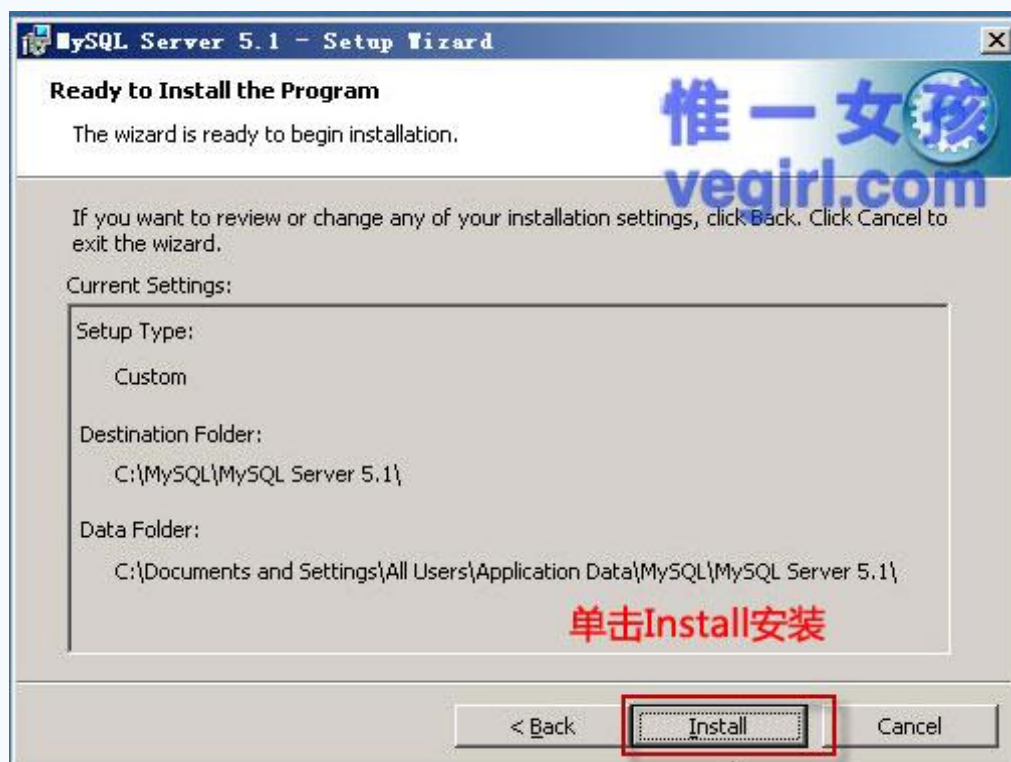 MySQL Server 5.1 - Setup Wizard
Ready to Install the Program
The wizard is ready to begin installation.
惟一女孩
vegirl.com
If you want to review or change any of your installation settings, click Back. Click Cancel to
exit the wizard.
Current Settings:
Setup Type:
Custom
Destination Folder:
C:\MySQL\MySQL Server 5.1\
Data Folder:
C:\Documents and Settings\All Users\Application Data\MySQL\MySQL Server 5.1\
单击Install安装
< Back
Install
Cancel